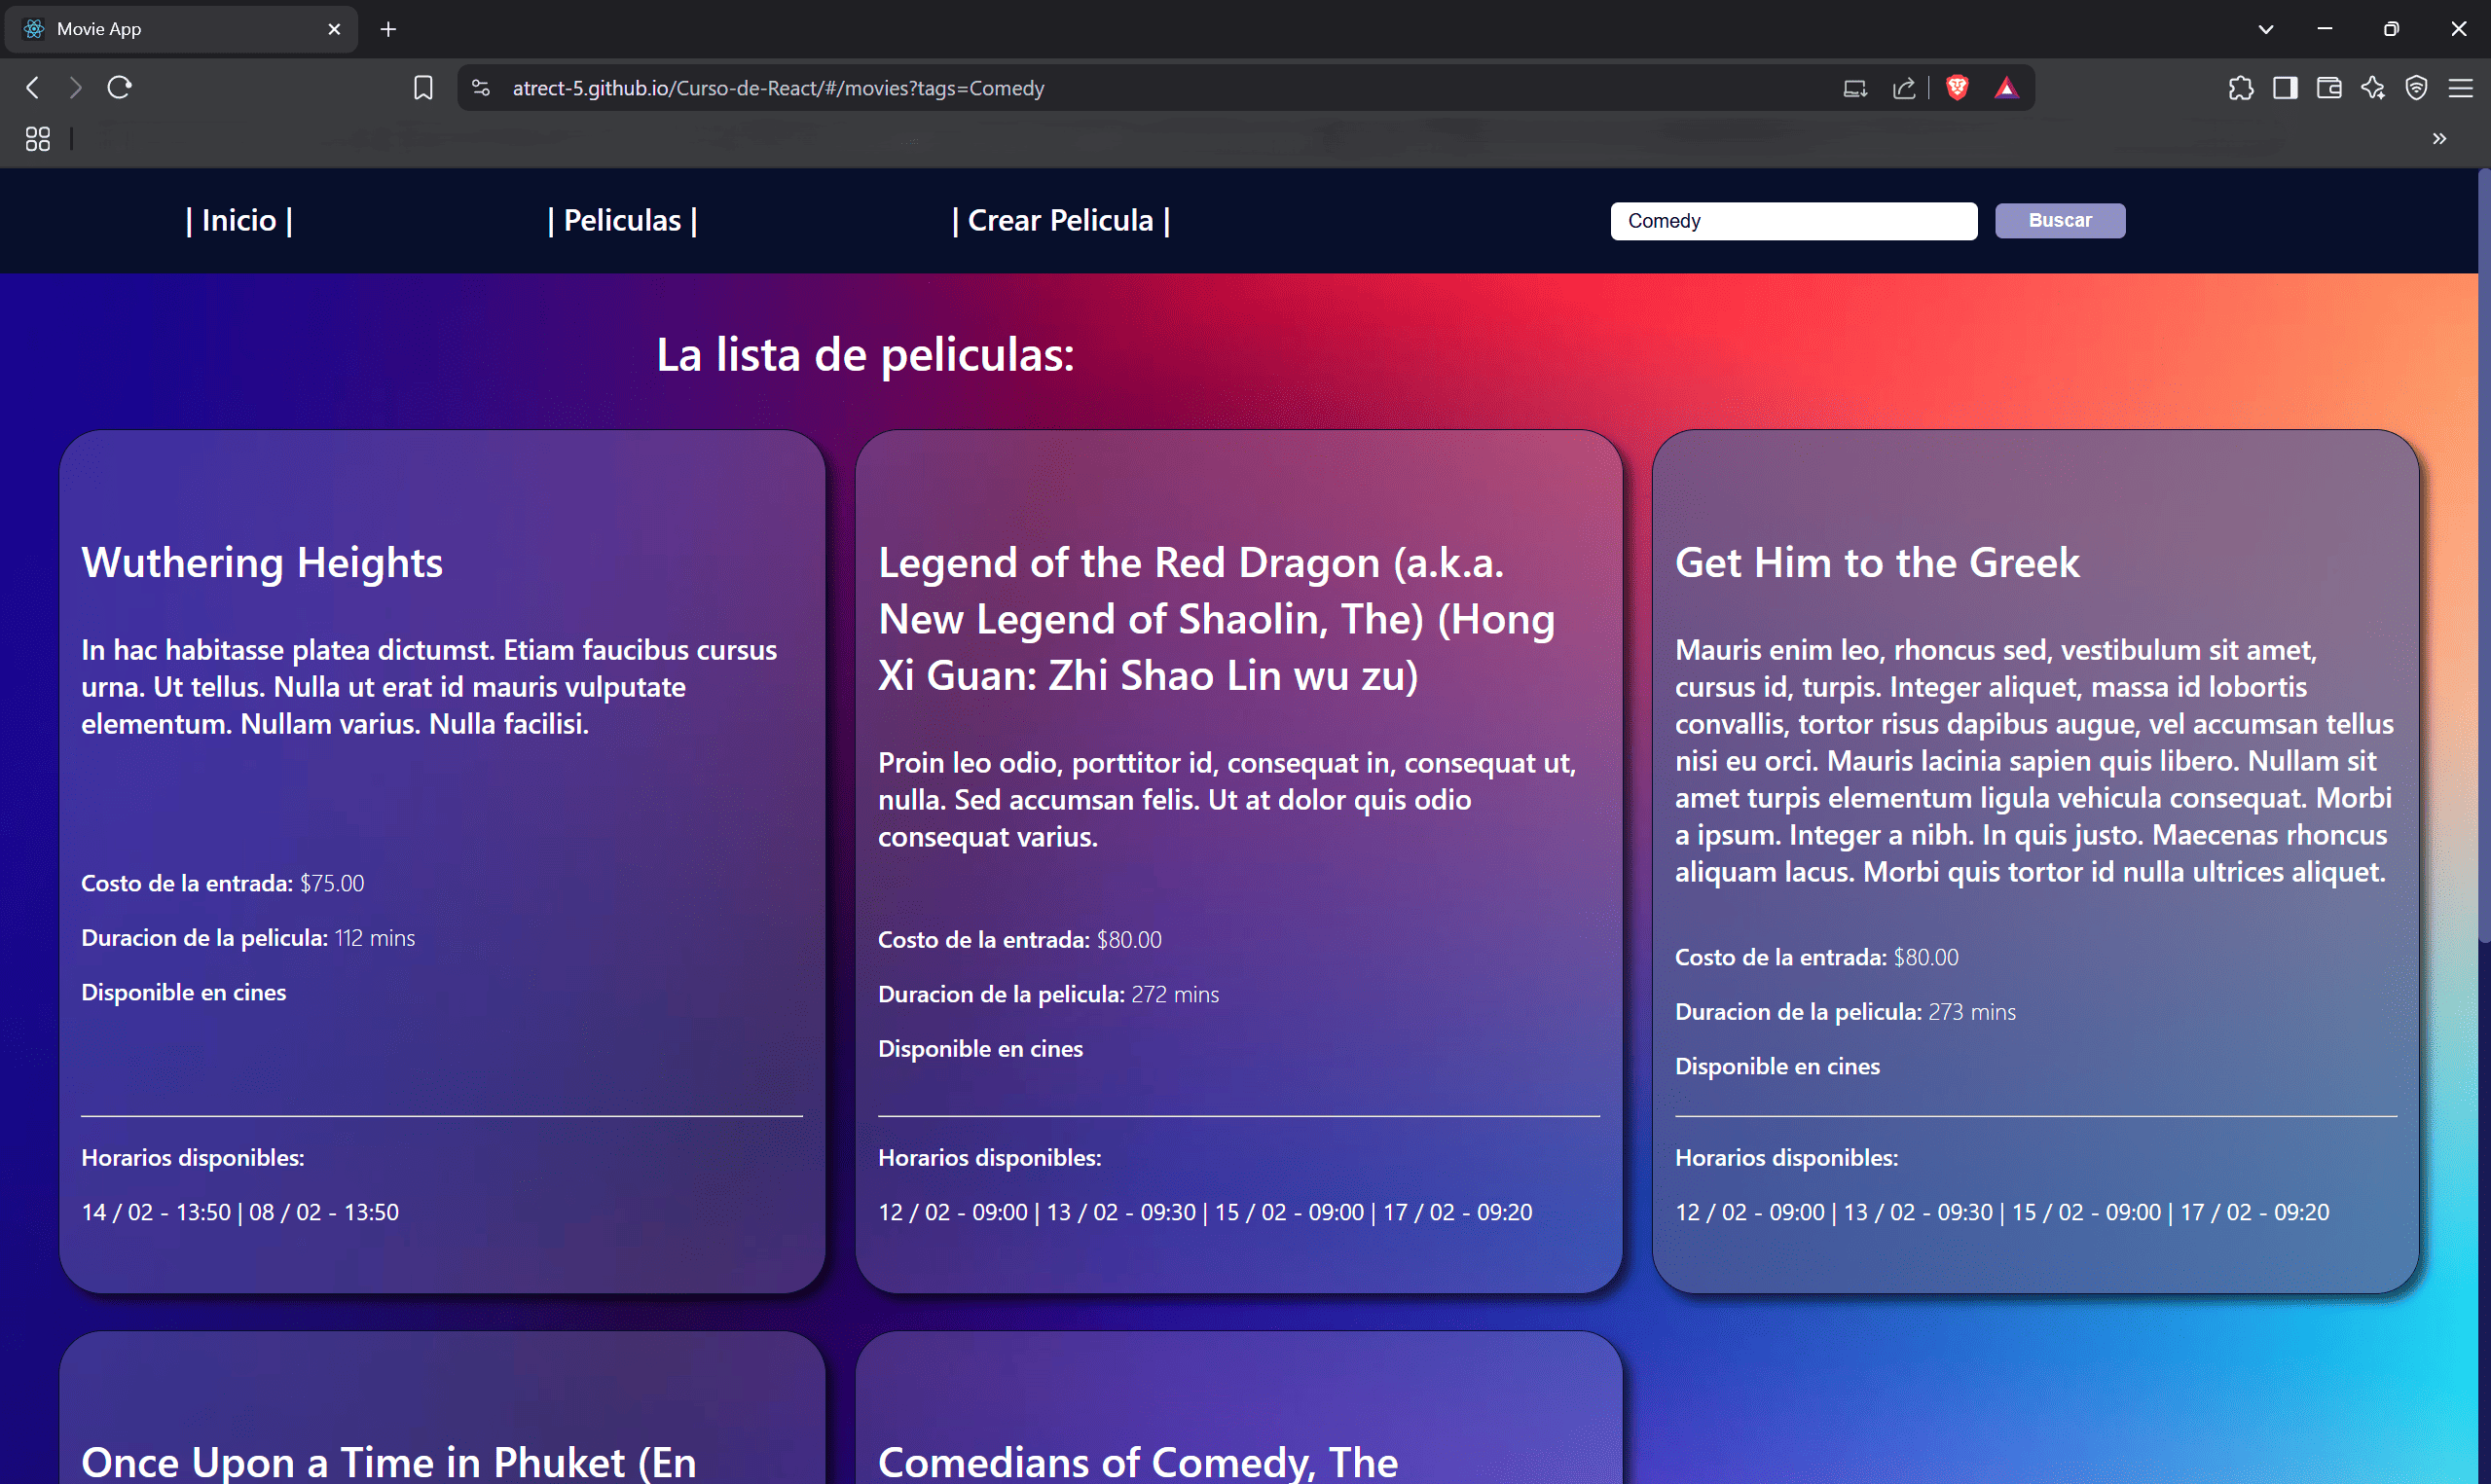 Movie App
atrect-5.github.io/Curso-de-React/#/movies?tags=Comedy
| Inicio |
| Peliculas |
| Crear Pelicula |
Comedy
Buscar
La lista de peliculas:
Wuthering Heights
In hac habitasse platea dictumst. Etiam faucibus cursus
urna. Ut tellus. Nulla ut erat id mauris vulputate
elementum. Nullam varius. Nulla facilisi.
Costo de la entrada: $75.00
Duracion de la pelicula: 112 mins
Disponible en cines
Horarios disponibles:
14 / 02 - 13:50 | 08 / 02 - 13:50
Legend of the Red Dragon (a.k.a.
New Legend of Shaolin, The) (Hong
Xi Guan: Zhi Shao Lin wu zu)
Proin leo odio, porttitor id, consequat in, consequat ut,
nulla. Sed accumsan felis. Ut at dolor quis odio
consequat varius.
Costo de la entrada: $80.00
Duracion de la pelicula: 272 mins
Disponible en cines
Horarios disponibles:
12 / 02 - 09:00 | 13 / 02 - 09:30 | 15 / 02 - 09:00 | 17 / 02 - 09:20
Get Him to the Greek
Mauris enim leo, rhoncus sed, vestibulum sit amet,
cursus id, turpis. Integer aliquet, massa id lobortis
convallis, tortor risus dapibus augue, vel accumsan tellus
nisi eu orci. Mauris lacinia sapien quis libero. Nullam sit
amet turpis elementum ligula vehicula consequat. Morbi
a ipsum. Integer a nibh. In quis justo. Maecenas rhoncus
aliquam lacus. Morbi quis tortor id nulla ultrices aliquet.
Costo de la entrada: $80.00
Duracion de la pelicula: 273 mins
Disponible en cines
Horarios disponibles:
12 / 02 - 09:00 | 13 / 02 - 09:30 | 15 / 02 - 09:00 | 17 / 02 - 09:20
Once Upon a Time in Phuket (En
Comedians of Comedy, The